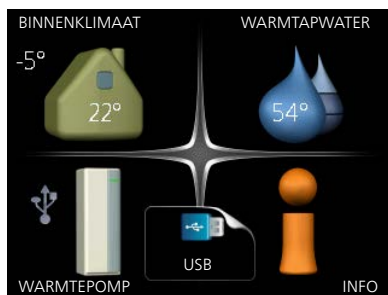 BINNENKLIMAAT
WARMTAPWATER
-5°
22°
54°
USB
WARMTEPOMP
INFO